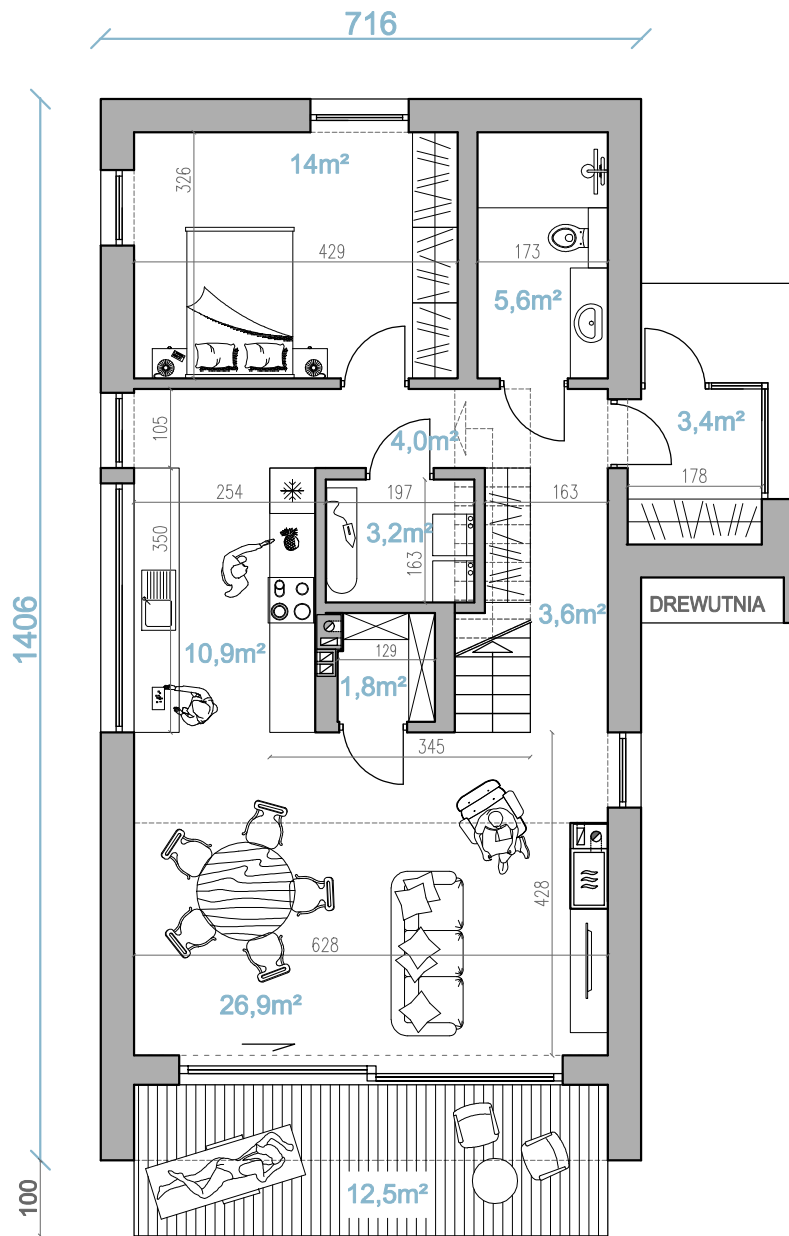 716
14m²
326
429
173
5,6m²
3,4m²
105
4,0m²
178
254
197
163
350
3,2m²
163
3,6m²
DREWUTNIA
1406
10,9m²
129
1,8m²
345
428
628
26,9m²
12,5m²
100